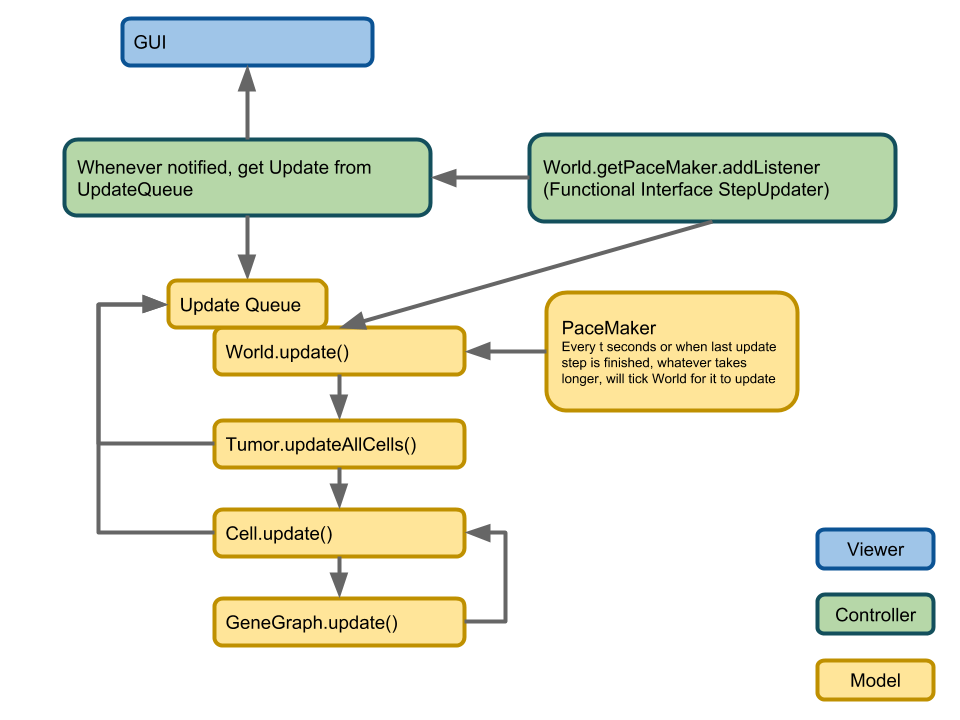 GUI
Whenever notified, get Update from
UpdateQueue
World.getPaceMaker.addListener
(Functional Interface StepUpdater)
Update Queue
World.update()
PaceMaker
Every t seconds or when last update
step is finished, whatever takes
longer, will tick World for it to update
Tumor.updateAllCells()
Cell.update()
GeneGraph.update()
Viewer
Controller
Model